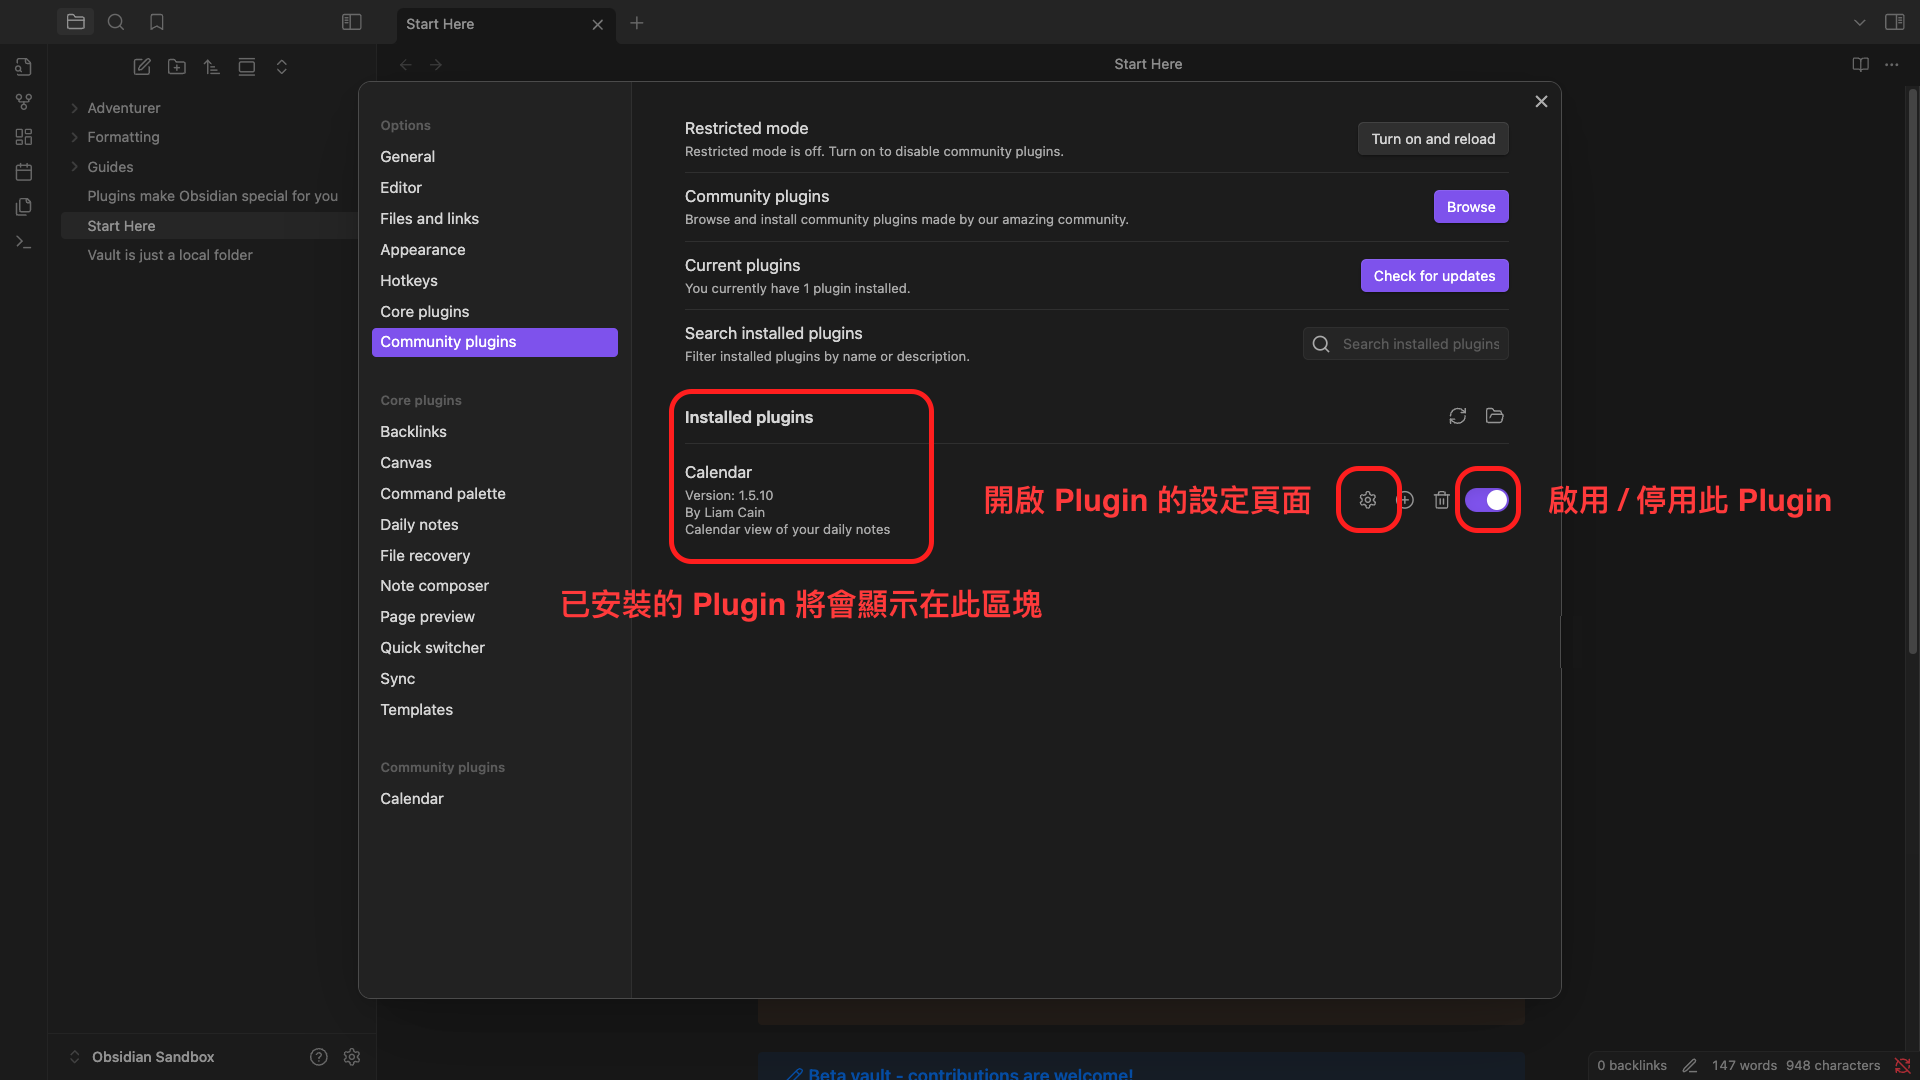 Start Here
Start Here
Adventurer
Formatting
Guides
Plugins make Obsidian special for you
Start Here
Vault is just a local folder
Options
General
Editor
Files and links
Appearance
Hotkeys
Core plugins
Community plugins
Core plugins
Backlinks
Canvas
Command palette
Daily notes
File recovery
Note composer
Page preview
Quick switcher
Sync
Templates
Community plugins
Calendar
Restricted mode
Restricted mode is off. Turn on to disable community plugins.
Turn on and reload
Community plugins
Browse and install community plugins made by our amazing community.
Browse
Current plugins
You currently have 1 plugin installed.
Check for updates
Search installed plugins
Filter installed plugins by name or description.
Search installed plugins
Installed plugins
Calendar
Version: 1.5.10
By Liam Cain
Calendar view of your daily notes
開啟 Plugin 的設定頁面
啟用 / 停用此 Plugin
已安裝的 Plugin 將會顯示在此區塊
Obsidian Sandbox
Beta vault - contributions are welcome!
0 backlinks
147 words
948 characters